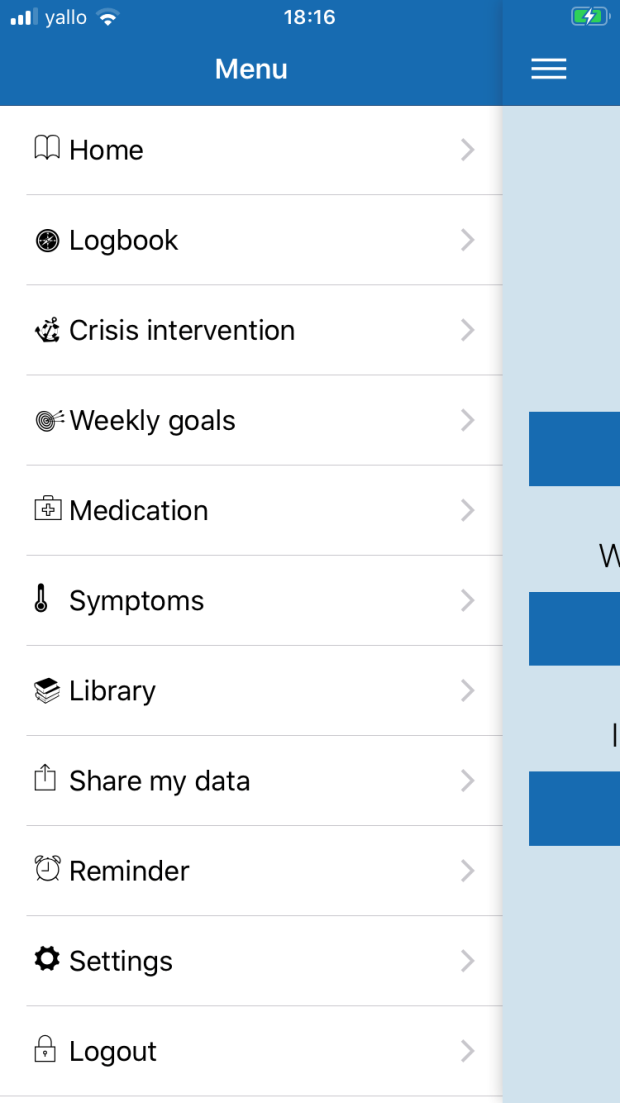 yallo 18:16
Menu
Home
Logbook
Crisis intervention
Weekly goals
Medication
Symptoms
Library
Share my data
Reminder
Settings
Logout
W